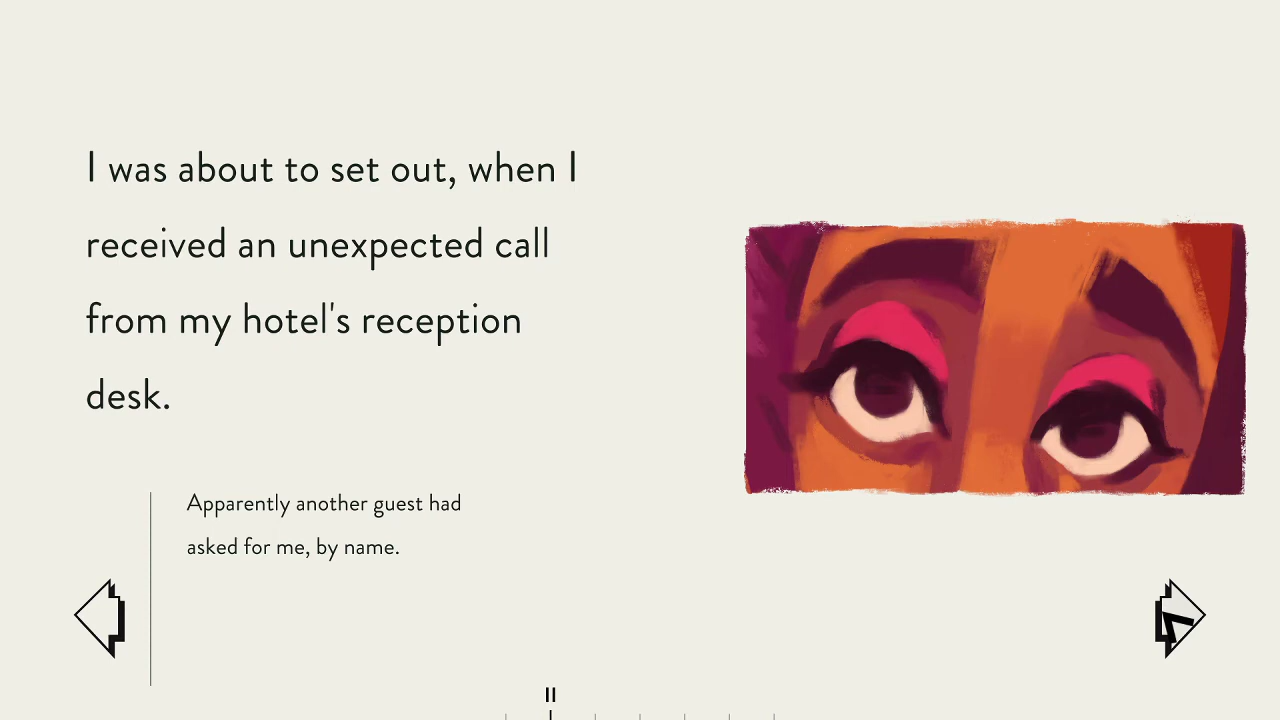 I was about to set out, when I
received an unexpected call
from my hotel's reception
desk.
Apparently another guest had
asked for me, by name.
II